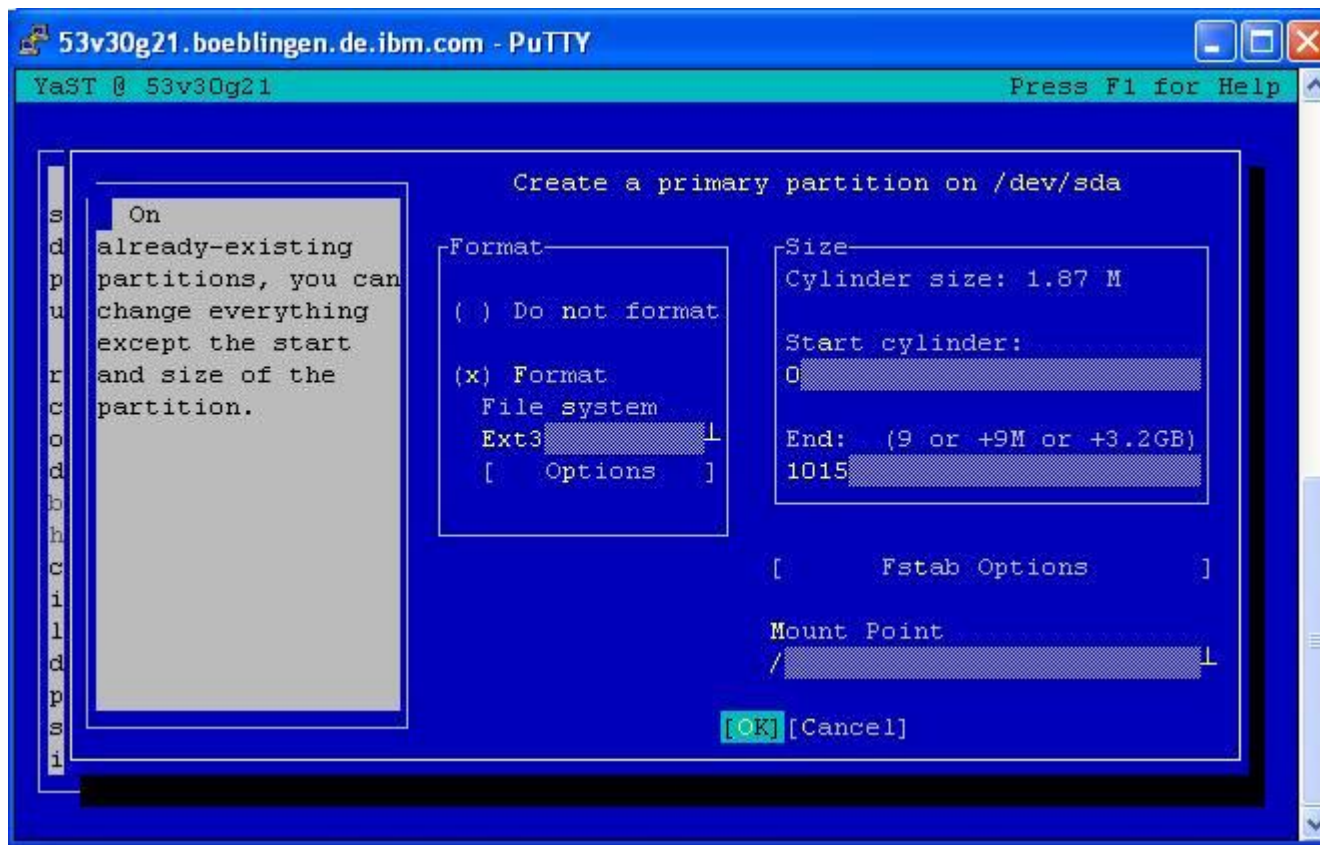 53v30g21.boeblingen.de.ibm.com - PuTTY
YaST @ 53v30g21 Press F1 for Help
Create a primary partition on /dev/sda
On
already-existing
partitions, you can
change everything
except the start
and size of the
partition.
Format
( ) Do not format
(x) Format
File system
Ext3
[ Options ]
Size
Cylinder size: 1.87 M
Start cylinder:
0
End: (9 or +9M or +3.2GB)
1015
[ Fstab Options ]
Mount Point
/
[OK][Cancel]
s
d
p
u
r
c
o
d
b
h
c
i
l
d
p
s
i